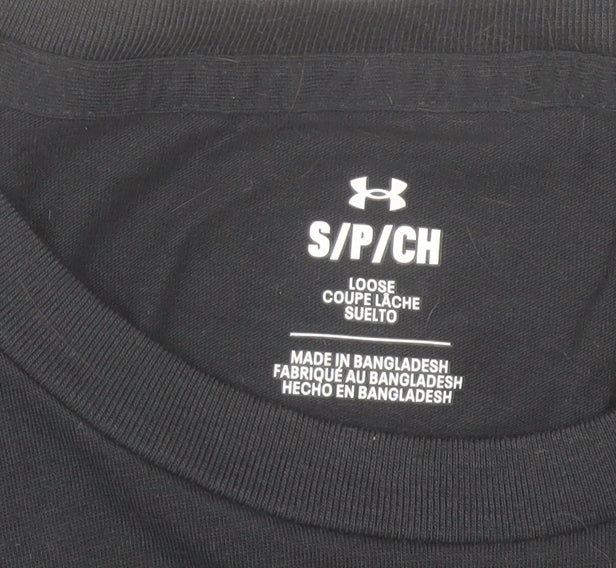 S/P/CH
LOOSE
COUPE LÂCHE
SUELTO
MADE IN BANGLADESH
FABRIQUÉ AU BANGLADESH
HECHO EN BANGLADESH